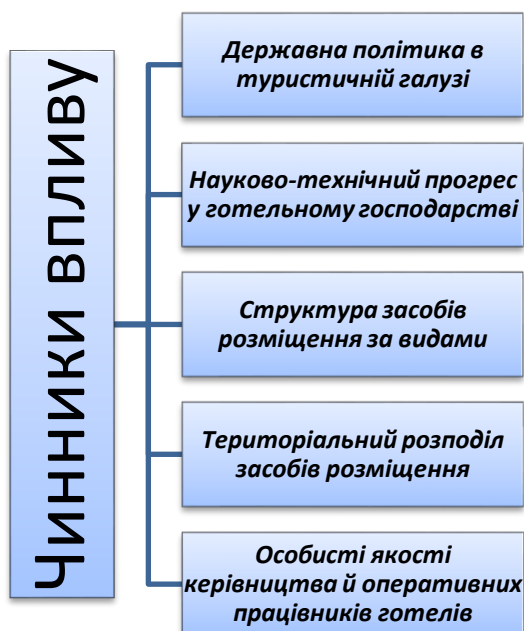 Чинники впливу
Державна політика в
туристичній галузі
Науково-технічний прогрес
у готельному господарстві
Структура засобів
розміщення за видами
Територіальний розподіл
засобів розміщення
Особисті якості
керівництва й оперативних
працівників готелів